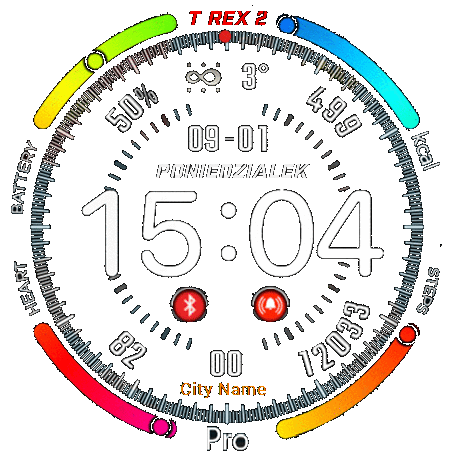 T REX 2
3°
50%
499
BATTERY
kcal
09-01
PONIEDZIALEK
15:04
HEART
STEPS
82
00
12033
City Name
Pro